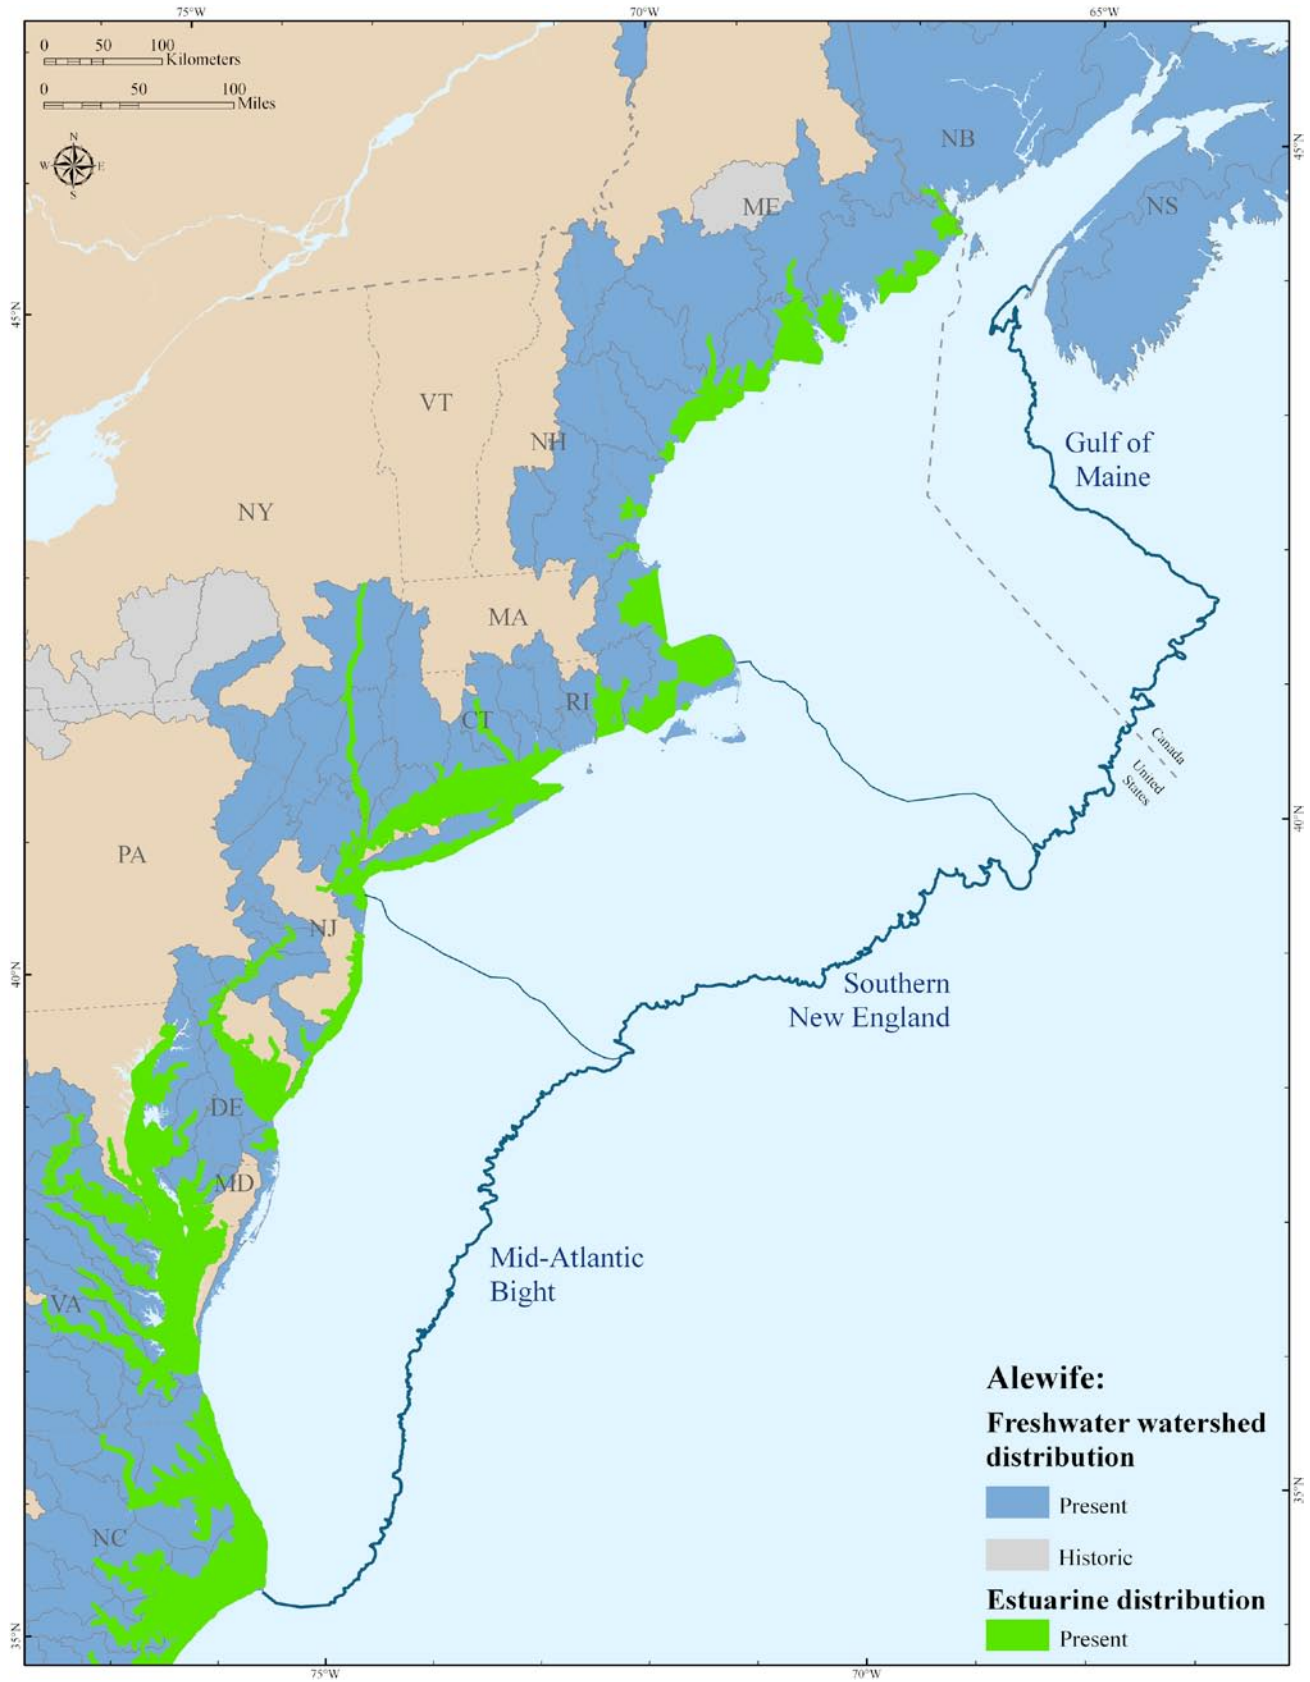 75°W 70°W 65°W
0 50 100
Kilometers
0 50 100
Miles
N
W E
S
45°N
45°N
NB
ME
NS
VT
NH
Gulf of
Maine
NY
MA
RI
CT
Canada
United
States
40°N
40°N
PA
NJ
Southern
New England
DE
MD
Mid-Atlantic
Bight
VA
NC
Alewife:
Freshwater watershed
distribution
Present
Historic
Estuarine distribution
Present
35°N
35°N
75°W 70°W